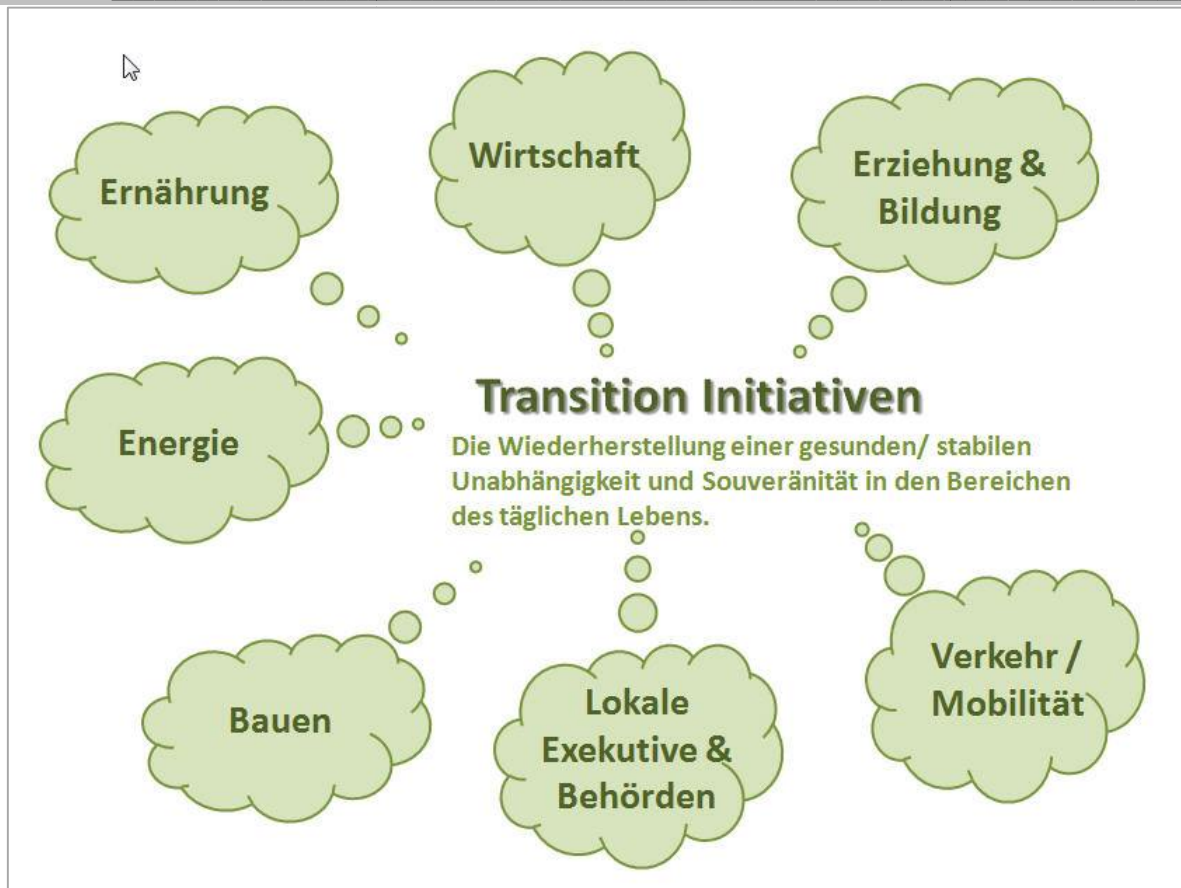 Ernährung
Wirtschaft
Erziehung &
Bildung
Energie
Transition Initiativen
Die Wiederherstellung einer gesunden/ stabilen
Unabhängigkeit und Souveränität in den Bereichen
des täglichen Lebens.
Bauen
Lokale
Exekutive &
Behörden
Verkehr /
Mobilität